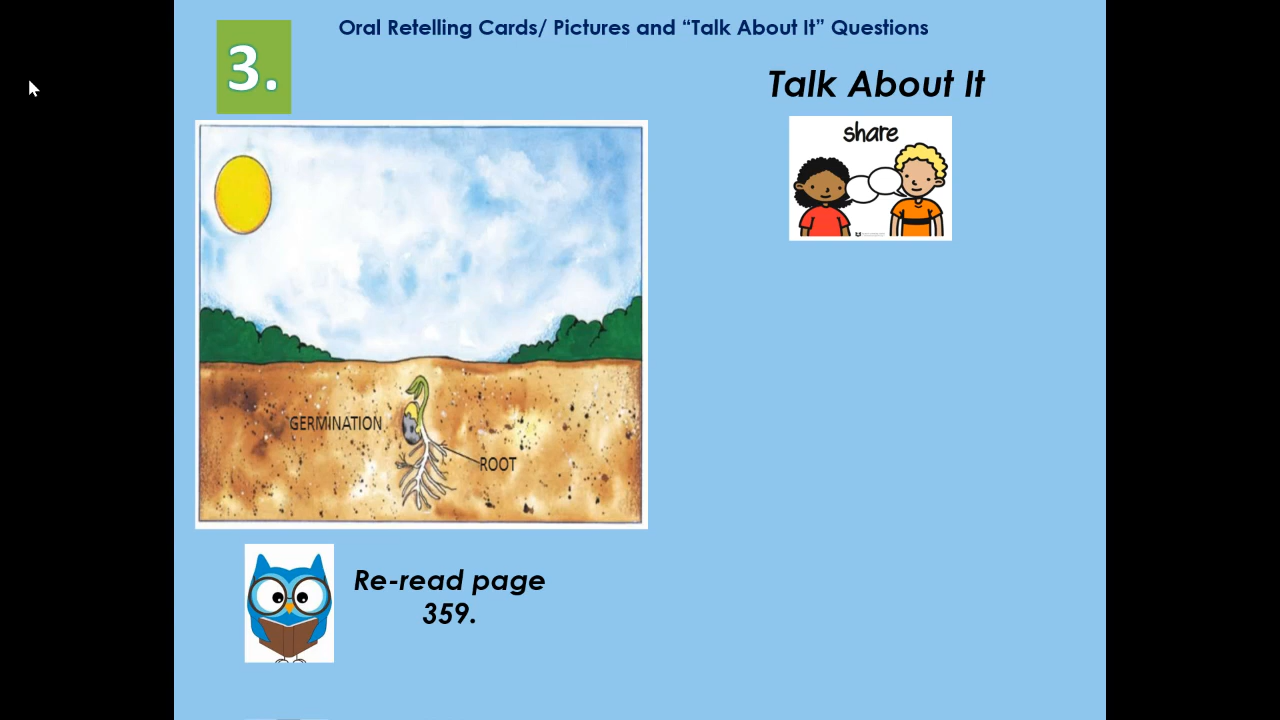 Oral Retelling Cards/ Pictures and “Talk About It” Questions
3.
Talk About It
share
GERMINATION
ROOT
Re-read page
359.